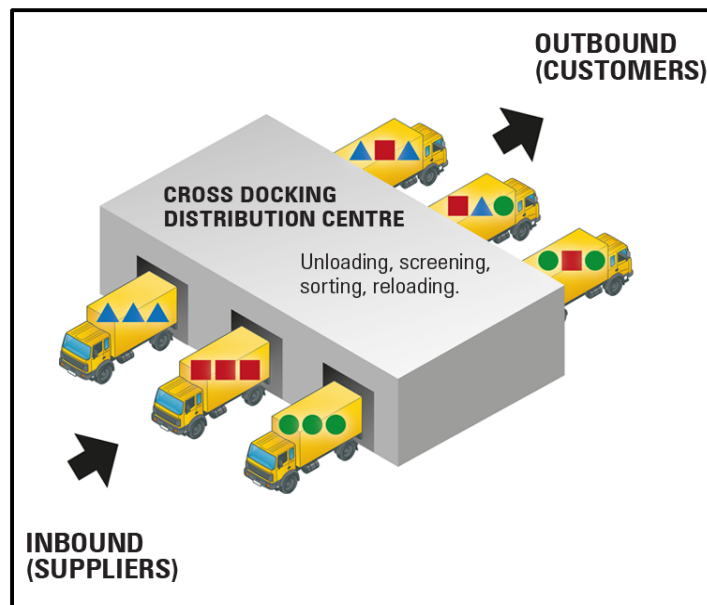 OUTBOUND
(CUSTOMERS)
CROSS DOCKING
DISTRIBUTION CENTRE
Unloading, screening,
sorting, reloading.
INBOUND
(SUPPLIERS)